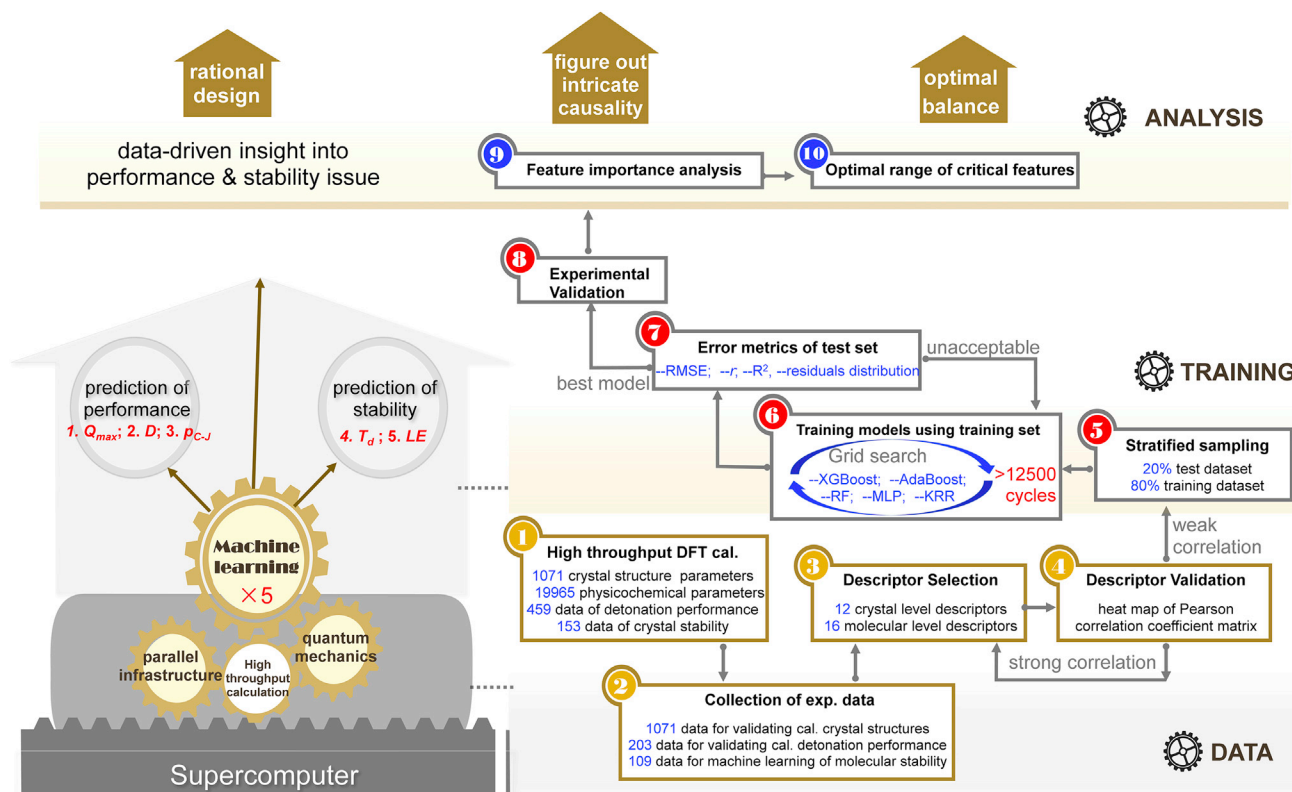 rational
design
figure out
intricate
causality
optimal
balance
ANALYSIS
data-driven insight into
performance & stability issue
9
Feature importance analysis
10
Optimal range of critical features
8
Experimental
Validation
7
Error metrics of test set
--RMSE; --r; --R², --residuals distribution
best model
unacceptable
TRAINING
6
Training models using training set
Grid search
--XGBoost; --AdaBoost;
--RF; --MLP; --KRR
>12500
cycles
5
Stratified sampling
20% test dataset
80% training dataset
weak
correlation
prediction of
performance
1. Qmax; 2. D; 3. pC-J
prediction of
stability
4. Td ; 5. LE
Machine
learning
×5
parallel
infrastructure
High
throughput
calculation
quantum
mechanics
Supercomputer
1
High throughput DFT cal.
1071 crystal structure parameters
19965 physicochemical parameters
459 data of detonation performance
153 data of crystal stability
3
Descriptor Selection
12 crystal level descriptors
16 molecular level descriptors
4
Descriptor Validation
heat map of Pearson
correlation coefficient matrix
strong correlation
2
Collection of exp. data
1071 data for validating cal. crystal structures
203 data for validating cal. detonation performance
109 data for machine learning of molecular stability
DATA